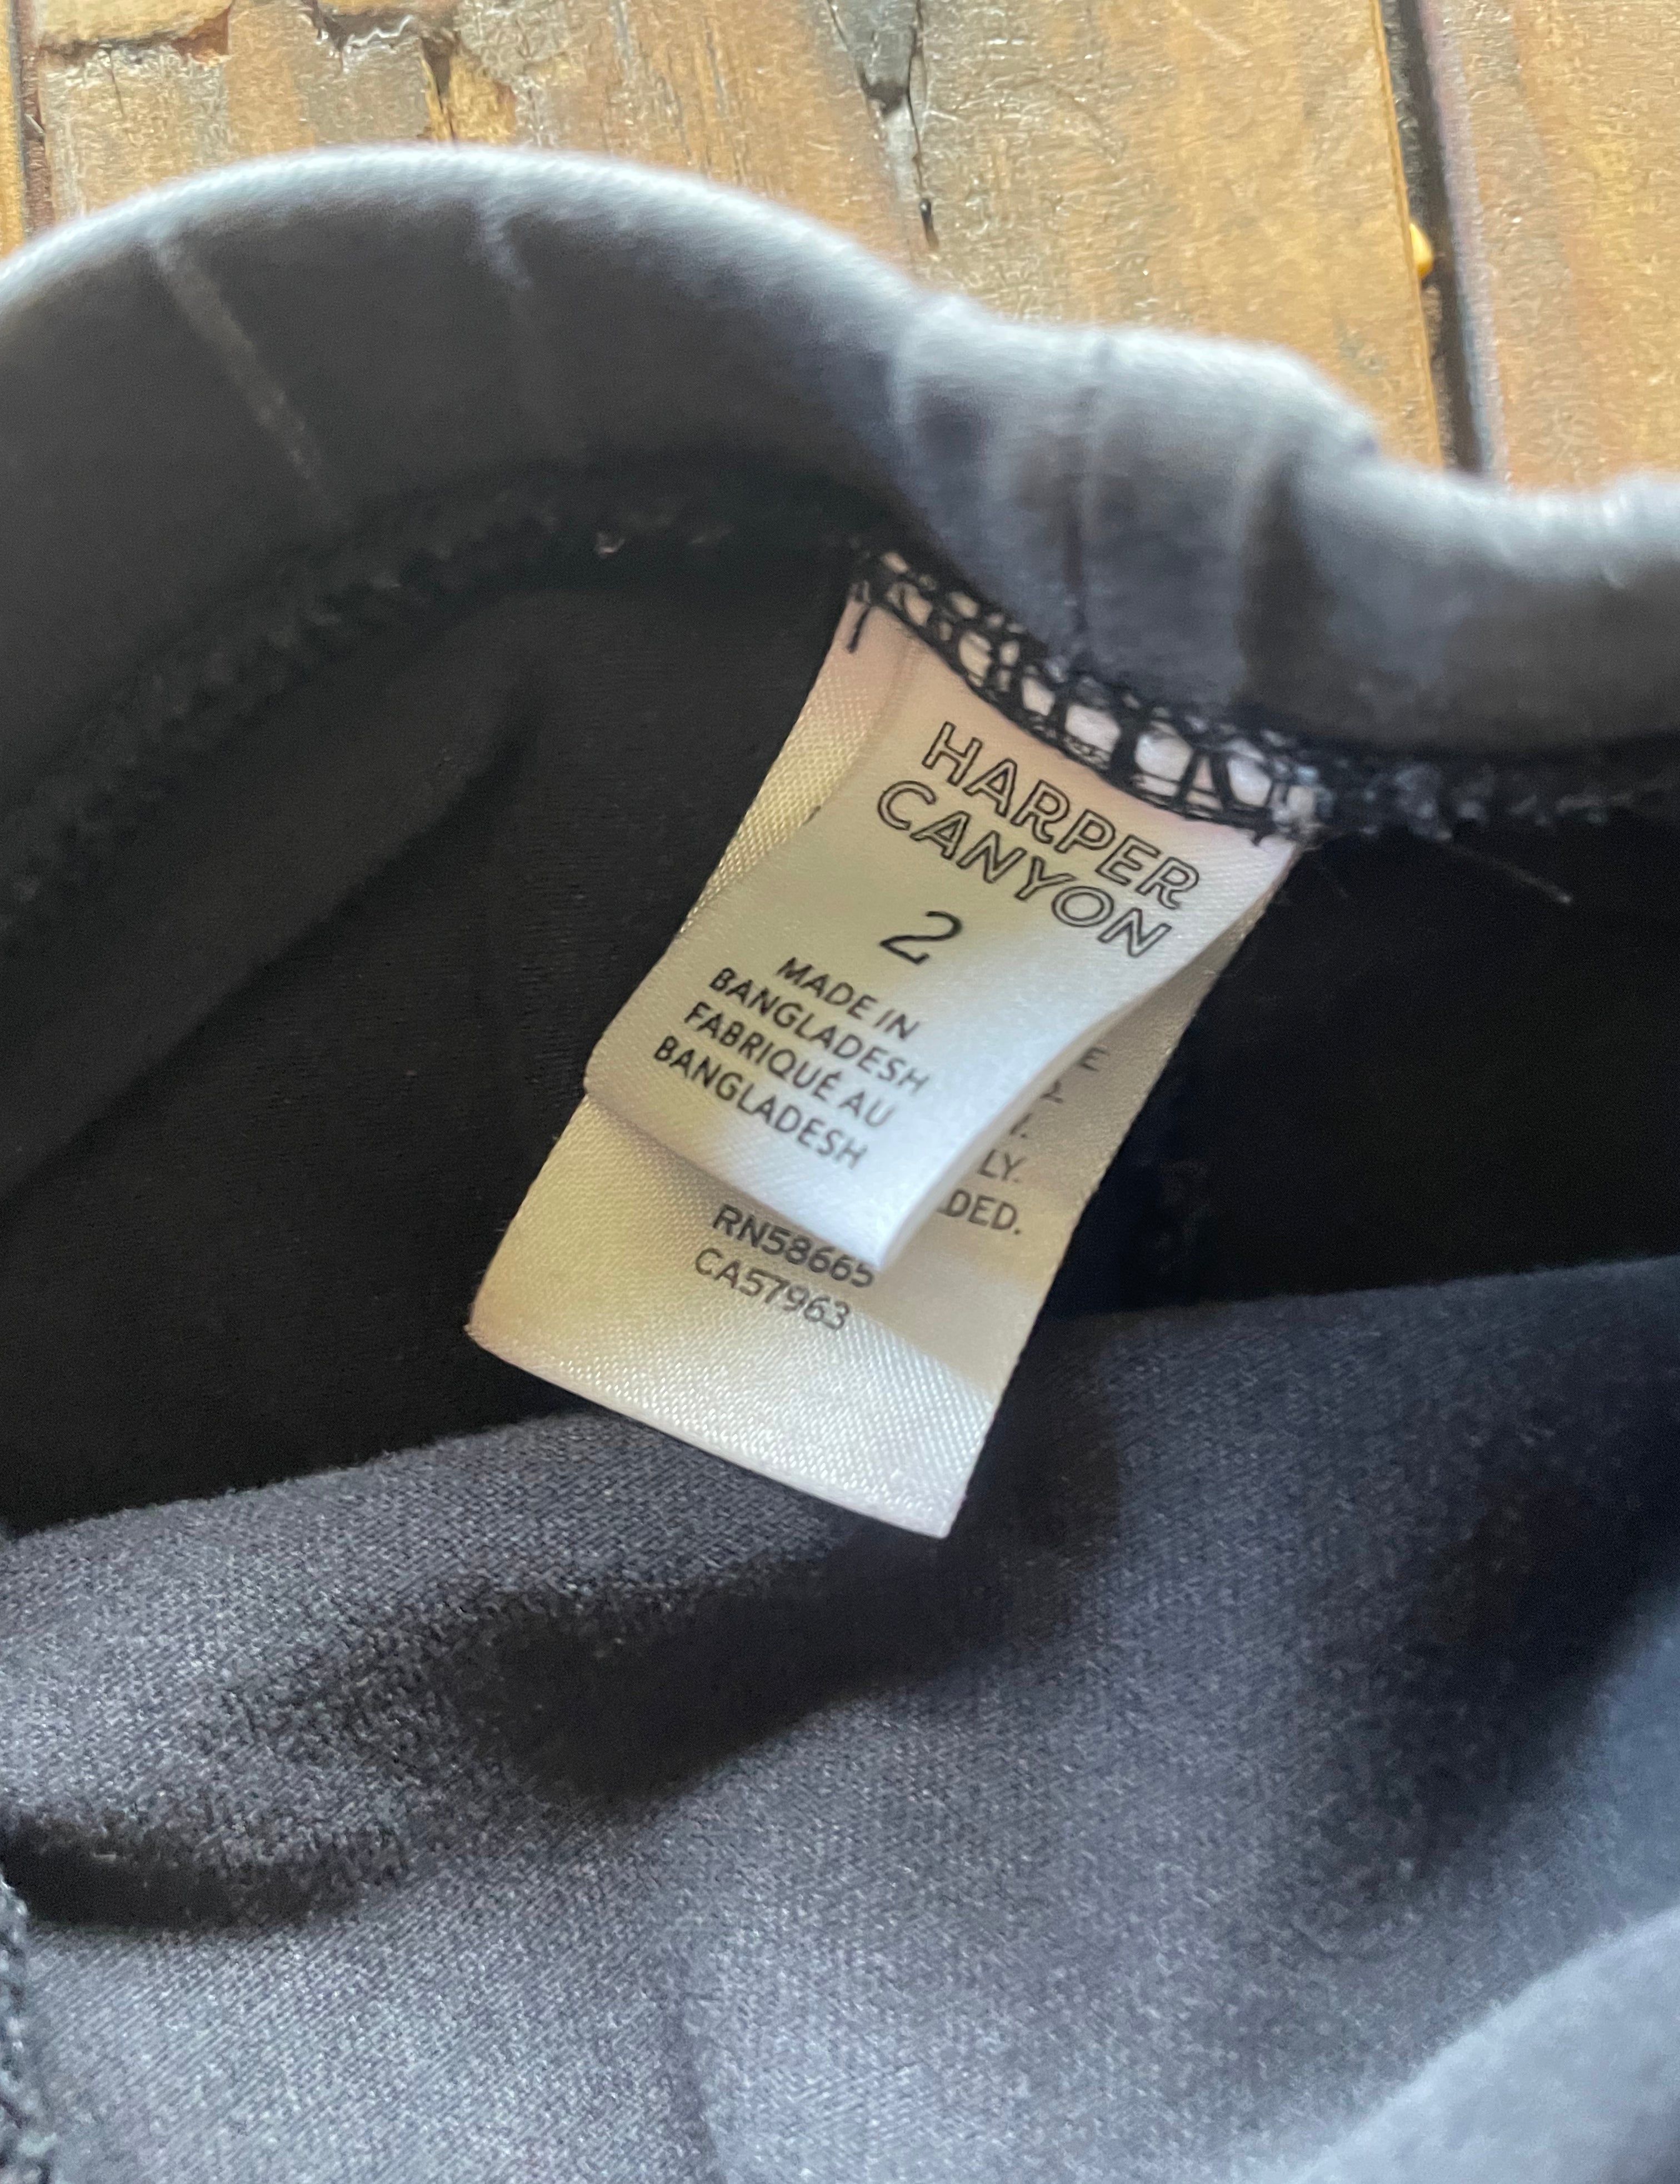 HARPER
CANYON
2
MADE IN
BANGLADESH
FABRIQUÉ AU
BANGLADESH
RN58665
CA57963